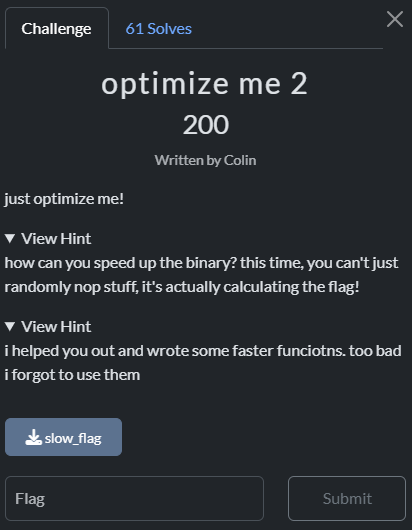 Challenge
61 Solves
optimize me 2
200
Written by Colin
just optimize me!
View Hint
how can you speed up the binary? this time, you can't just
randomly nop stuff, it's actually calculating the flag!
View Hint
i helped you out and wrote some faster funciotns. too bad
i forgot to use them
slow_flag
Flag
Submit